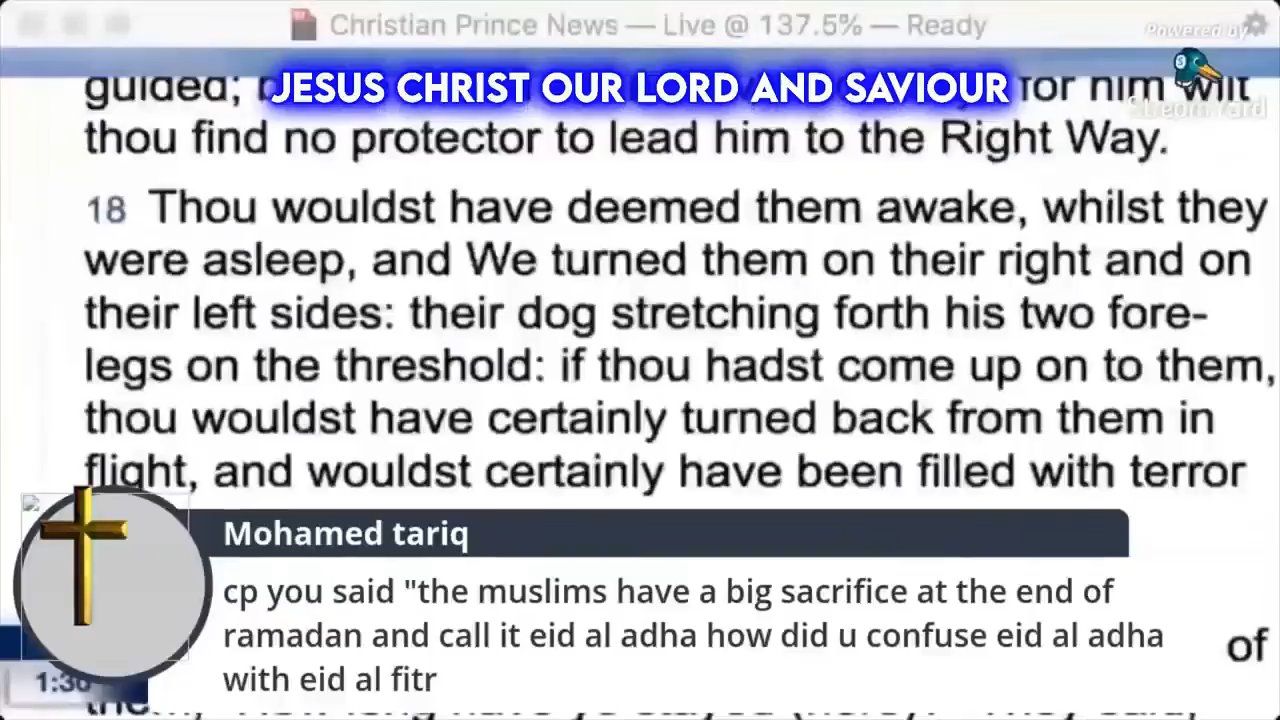 Christian Prince News — Live @ 137.5% — Ready
Powered by
StreamYard
JESUS CHRIST OUR LORD AND SAVIOUR
guided; for him wilt
thou find no protector to lead him to the Right Way.
18 Thou wouldst have deemed them awake, whilst they
were asleep, and We turned them on their right and on
their left sides: their dog stretching forth his two fore-
legs on the threshold: if thou hadst come up on to them,
thou wouldst have certainly turned back from them in
flight, and wouldst certainly have been filled with terror
Mohamed tariq
cp you said "the muslims have a big sacrifice at the end of
ramadan and call it eid al adha how did u confuse eid al adha
with eid al fitr
of